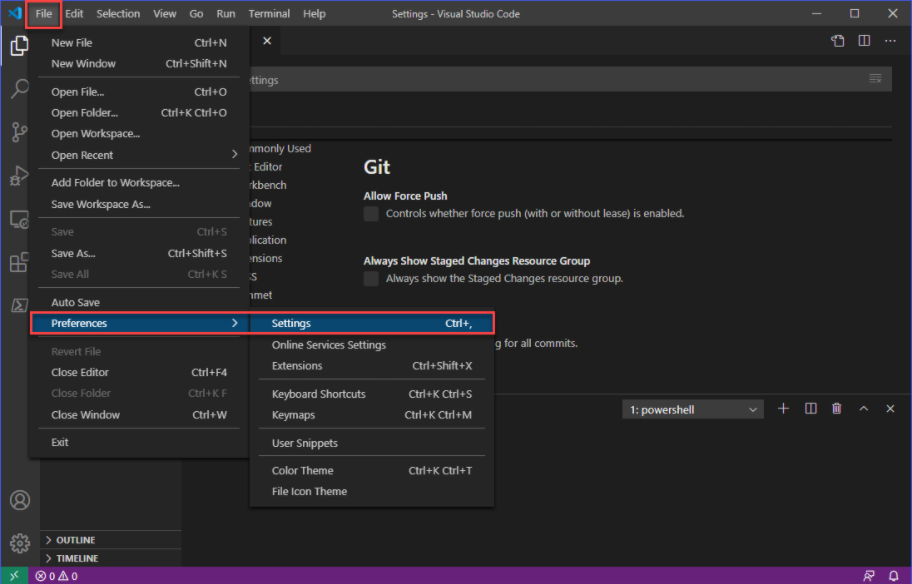 File Edit Selection View Go Run Terminal Help Settings - Visual Studio Code
New File Ctrl+N
New Window Ctrl+Shift+N
ttings
Open File... Ctrl+O
Open Folder... Ctrl+K Ctrl+O
Open Workspace...
Open Recent
Add Folder to Workspace...
Save Workspace As...
Save Ctrl+S
Save As... Ctrl+Shift+S
Save All Ctrl+K S
Auto Save
Preferences
Revert File
Close Editor Ctrl+F4
Close Folder Ctrl+K F
Close Window Ctrl+W
Exit
mmonly Used
Editor
rkbench
dow
tures
lication
ensions
mmet
Git
Allow Force Push
Controls whether force push (with or without lease) is enabled.
Always Show Staged Changes Resource Group
Always show the Staged Changes resource group.
g for all commits.
Settings Ctrl+,
Online Services Settings
Extensions Ctrl+Shift+X
Keyboard Shortcuts Ctrl+K Ctrl+S
Keymaps Ctrl+K Ctrl+M
User Snippets
Color Theme Ctrl+K Ctrl+T
File Icon Theme
1: powershell
OUTLINE
TIMELINE
0 0